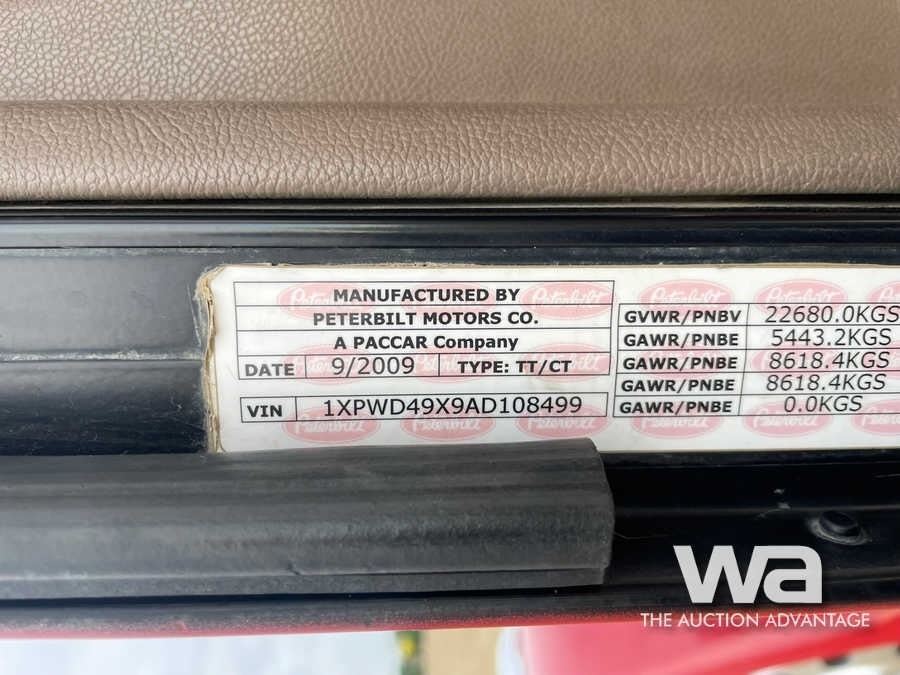 MANUFACTURED BY
PETERBILT MOTORS CO.
A PACCAR Company
DATE 9/2009 TYPE: TT/CT
VIN 1XPWD49X9AD108499
GVWR/PNBV 22680.0KGS
GAWR/PNBE 5443.2KGS
GAWR/PNBE 8618.4KGS
GAWR/PNBE 8618.4KGS
GAWR/PNBE 0.0KGS
Peterbilt
wa
THE AUCTION ADVANTAGE